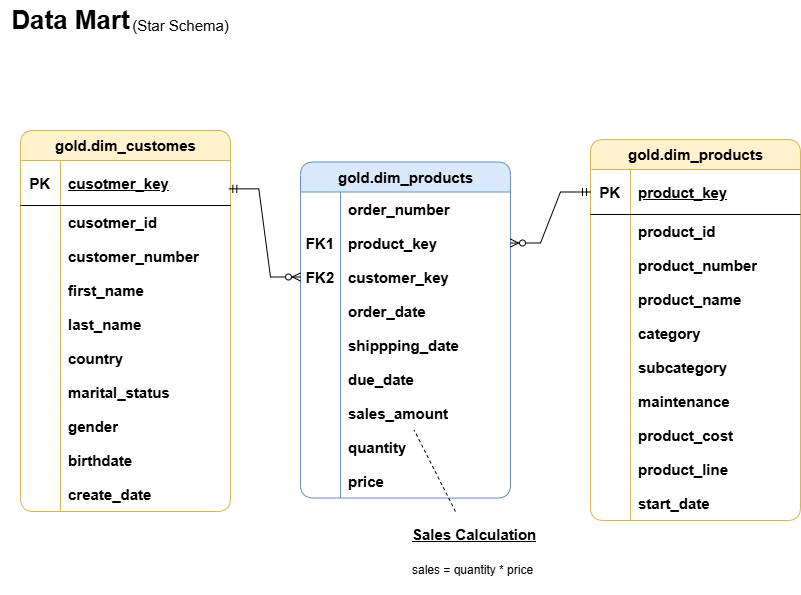 Data Mart (Star Schema)
gold.dim_customes
PK cusotmer_key
cusotmer_id
customer_number
first_name
last_name
country
marital_status
gender
birthdate
create_date
gold.dim_products
order_number
FK1 product_key
FK2 customer_key
order_date
shippping_date
due_date
sales_amount
quantity
price
Sales Calculation
sales = quantity * price
gold.dim_products
PK product_key
product_id
product_number
product_name
category
subcategory
maintenance
product_cost
product_line
start_date